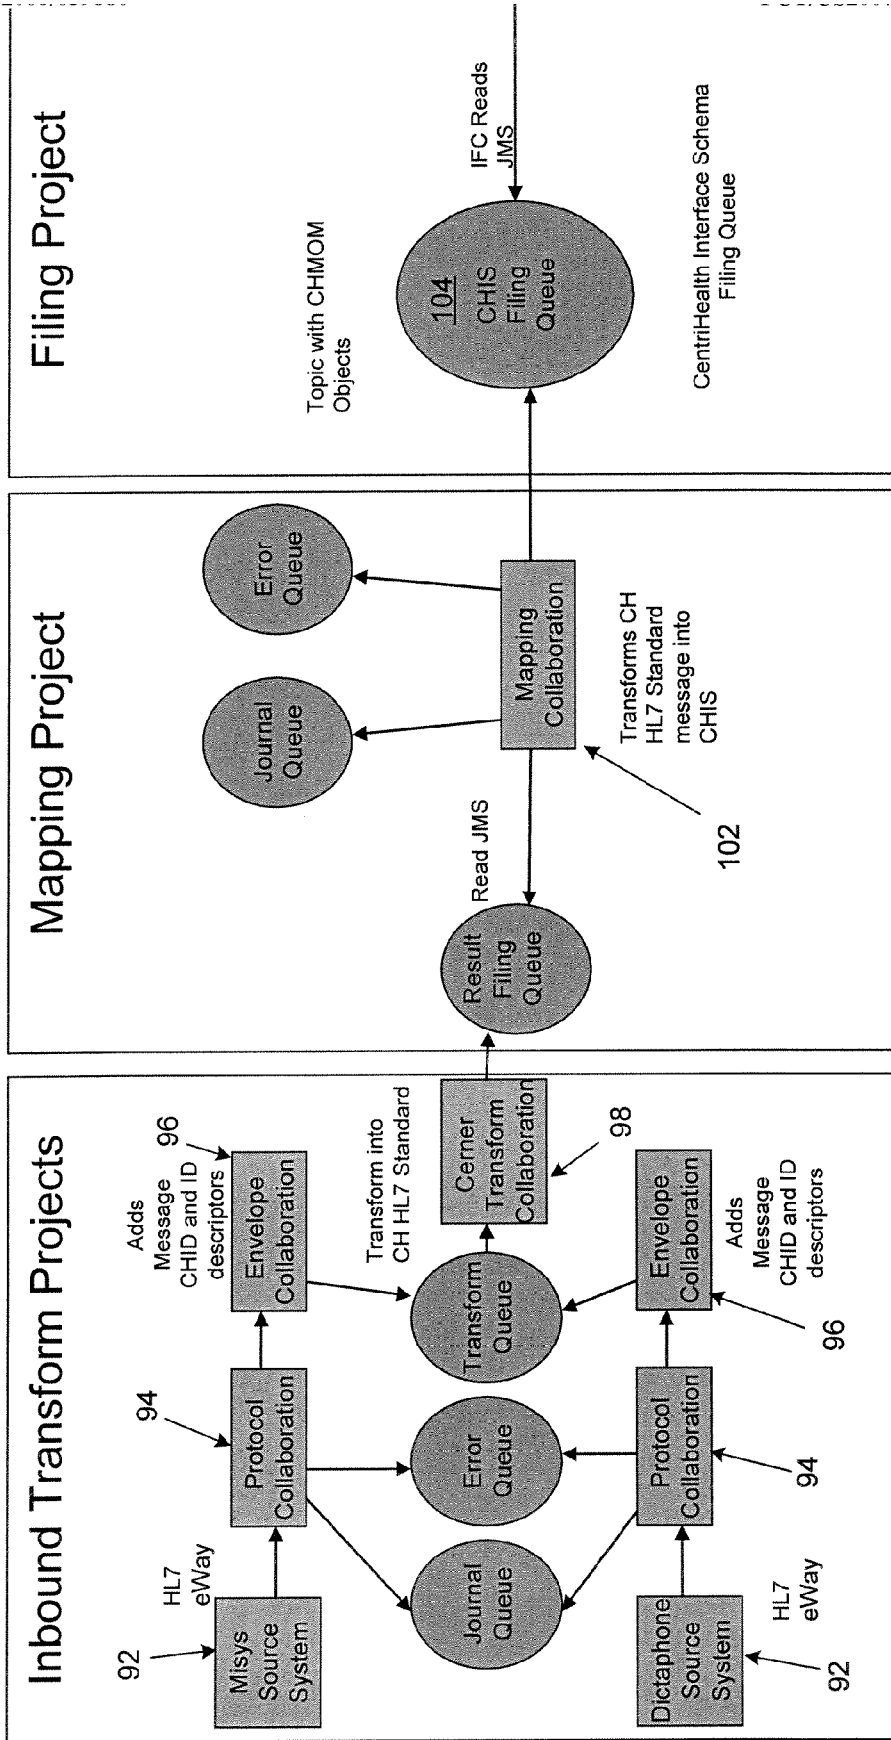 Inbound Transform Projects
92
Misys
Source
System
HL7
eWay
94
Protocol
Collaboration
Adds
Message
CHID and ID
descriptors
96
Envelope
Collaboration
Journal
Queue
Error
Queue
Transform
Queue
Transform into
CH HL7 Standard
Cerner
Transform
Collaboration
98
Dictaphone
Source
System
92
HL7
eWay
Protocol
Collaboration
94
Envelope
Collaboration
96
Adds
Message
CHID and ID
descriptors
Mapping Project
Journal
Queue
Error
Queue
Result
Filing
Queue
Read JMS
Mapping
Collaboration
Transforms CH
HL7 Standard
message into
CHIS
102
Filing Project
Topic with CHMOM
Objects
104
CHIS
Filing
Queue
IFC Reads
JMS
CentriHealth Interface Schema
Filing Queue